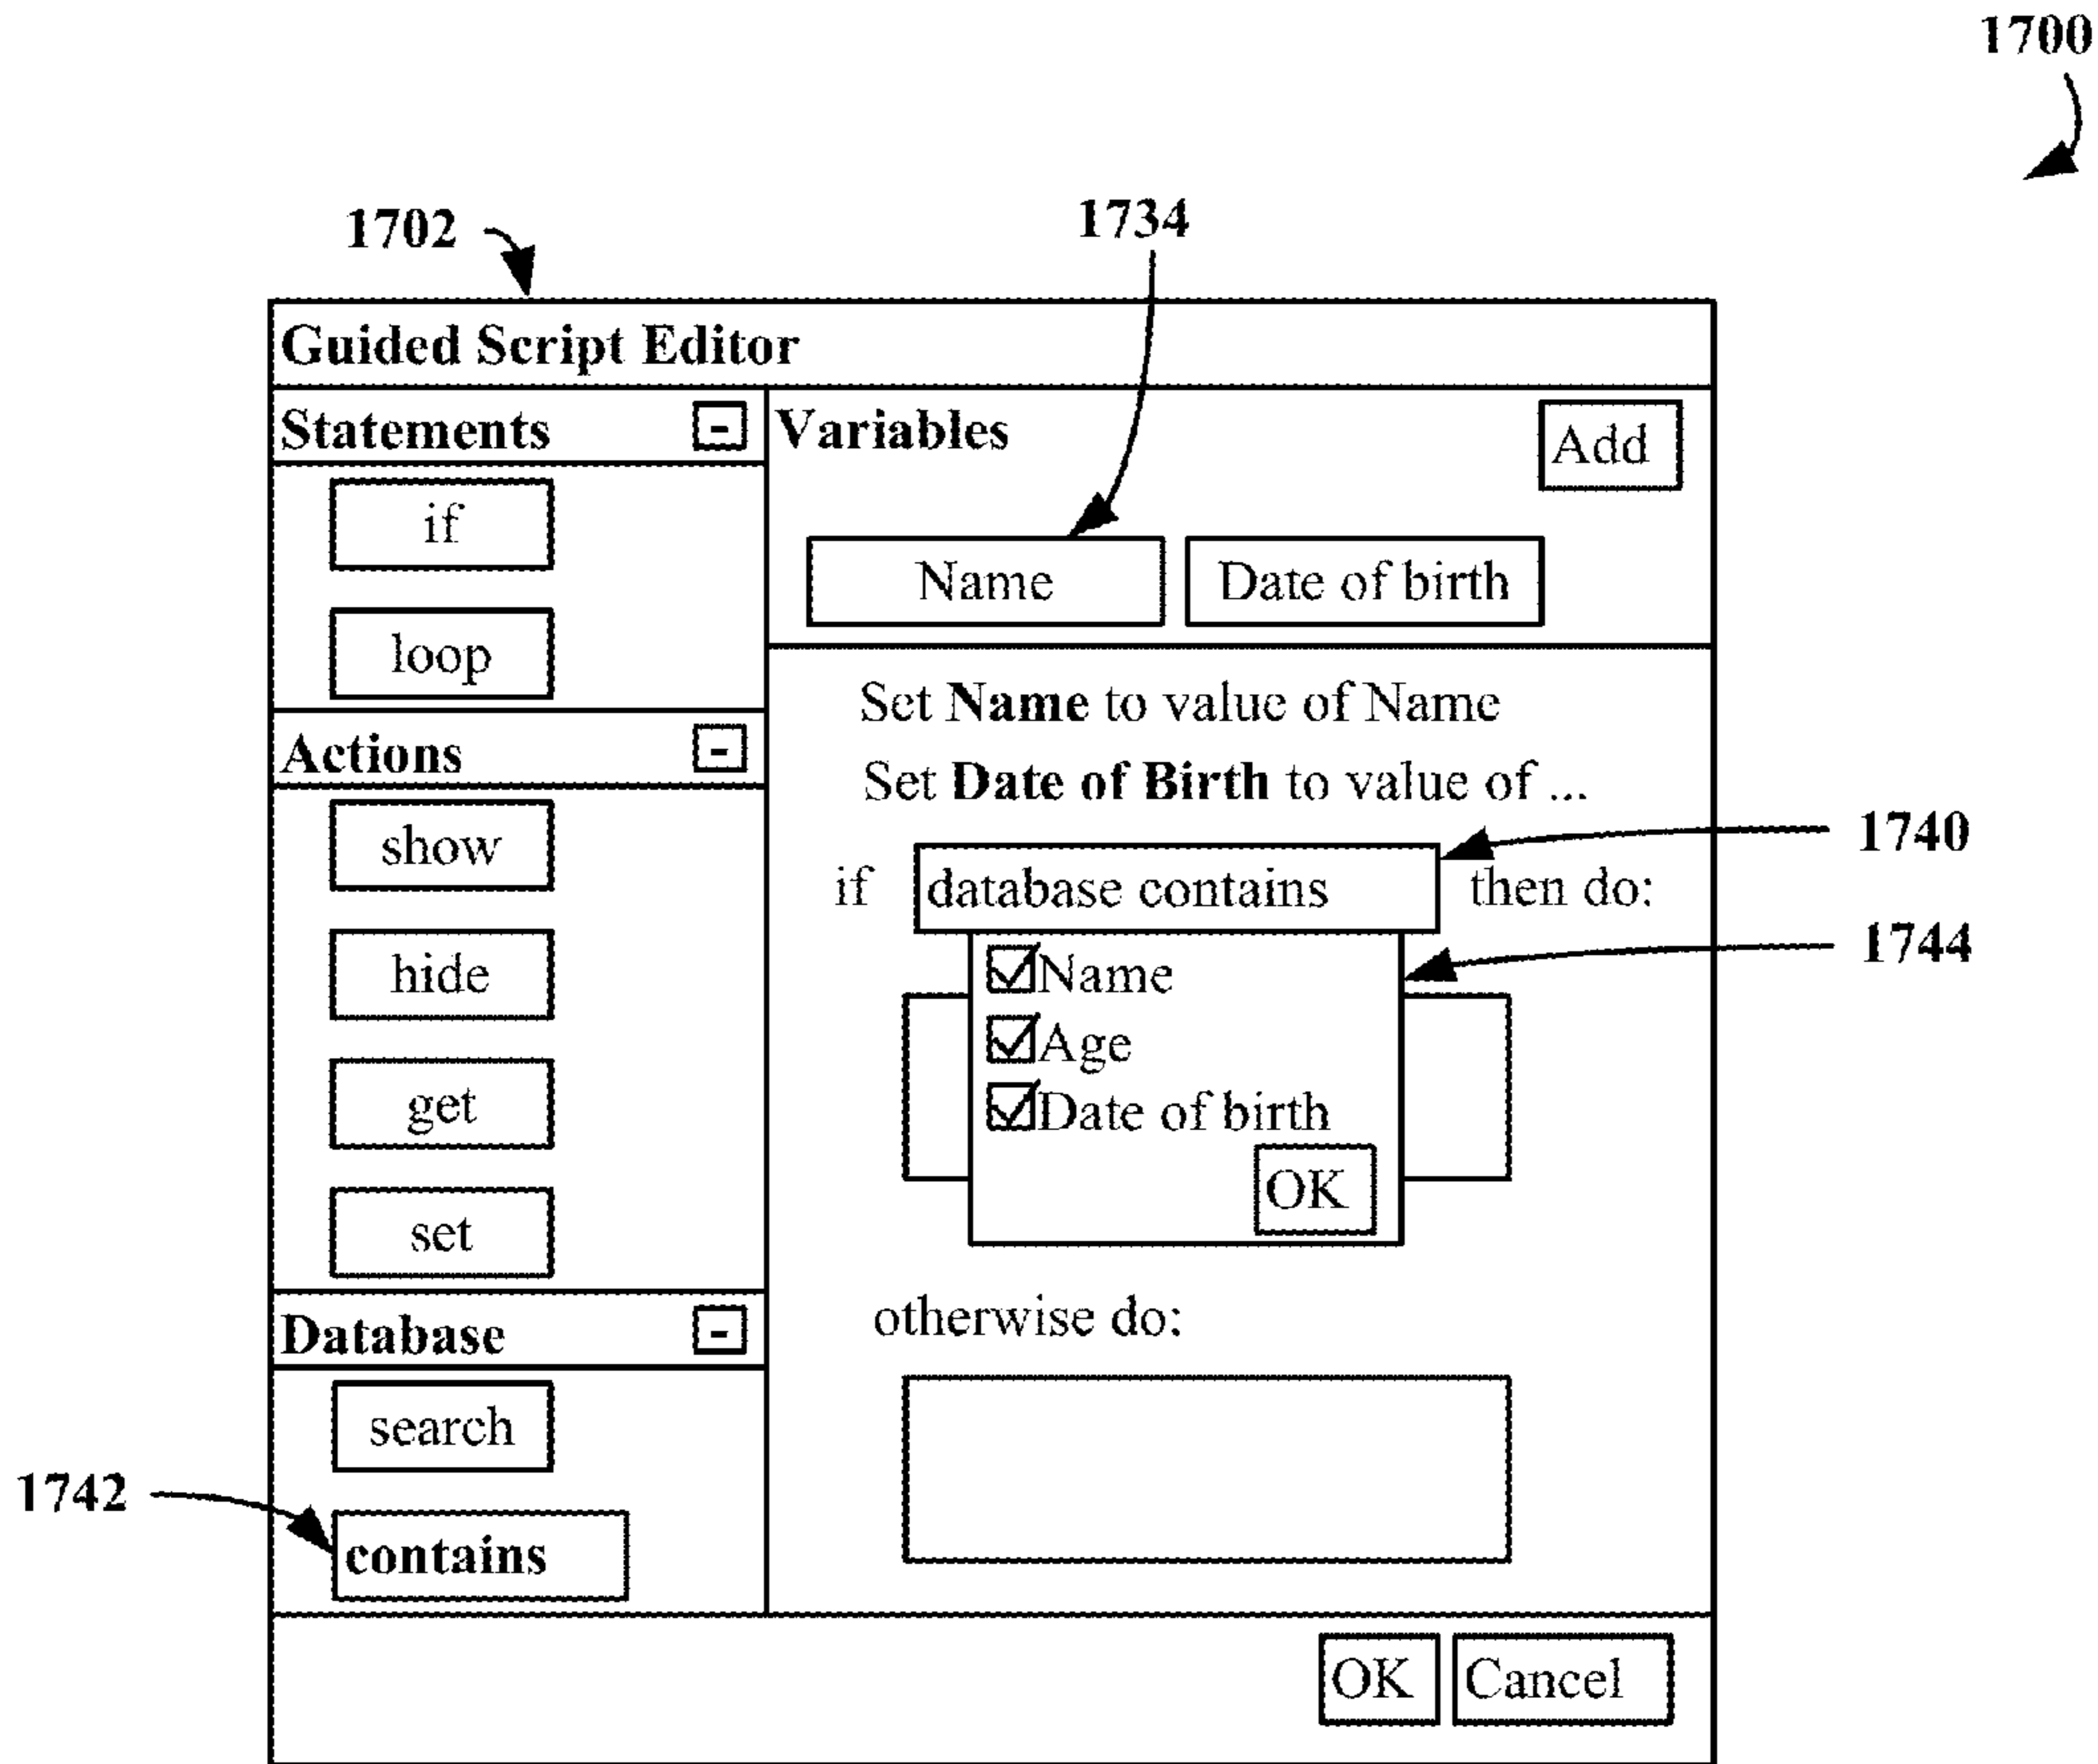 1700
1702
1734
Guided Script Editor
Statements -
Variables
Add
if
Name
Date of birth
loop
Set Name to value of Name
Actions -
Set Date of Birth to value of ...
show
1740
if database contains then do:
1744
hide
Name
Age
get
Date of birth
OK
set
otherwise do:
Database -
search
1742
contains
OK
Cancel